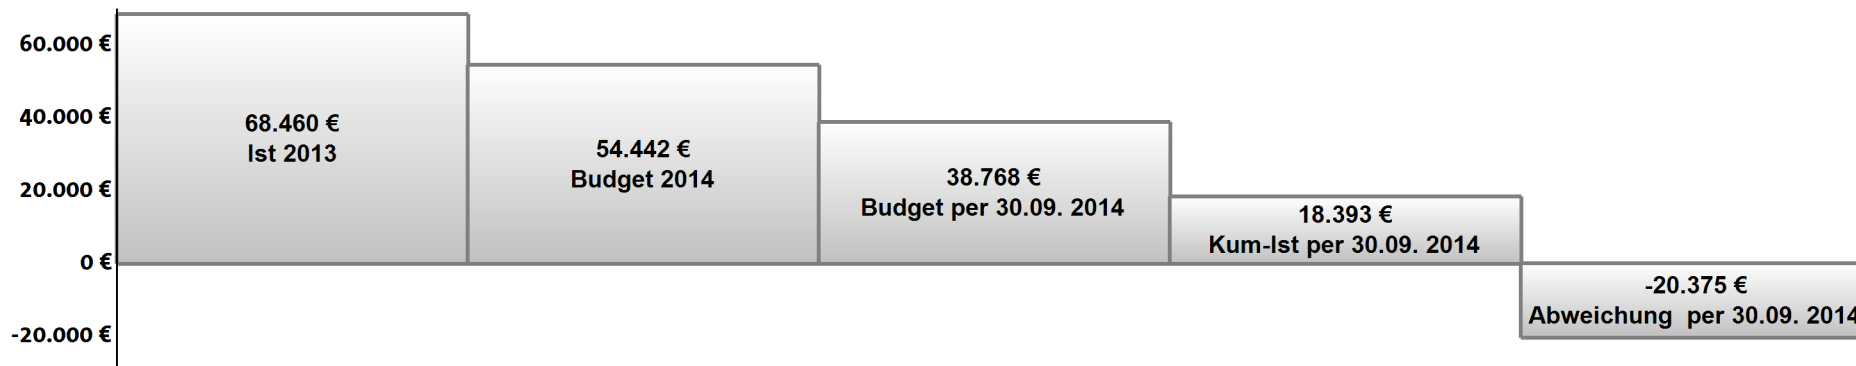 60.000 €
40.000 €
20.000 €
0 €
-20.000 €
68.460 €
Ist 2013
54.442 €
Budget 2014
38.768 €
Budget per 30.09. 2014
18.393 €
Kum-Ist per 30.09. 2014
-20.375 €
Abweichung  per 30.09. 2014